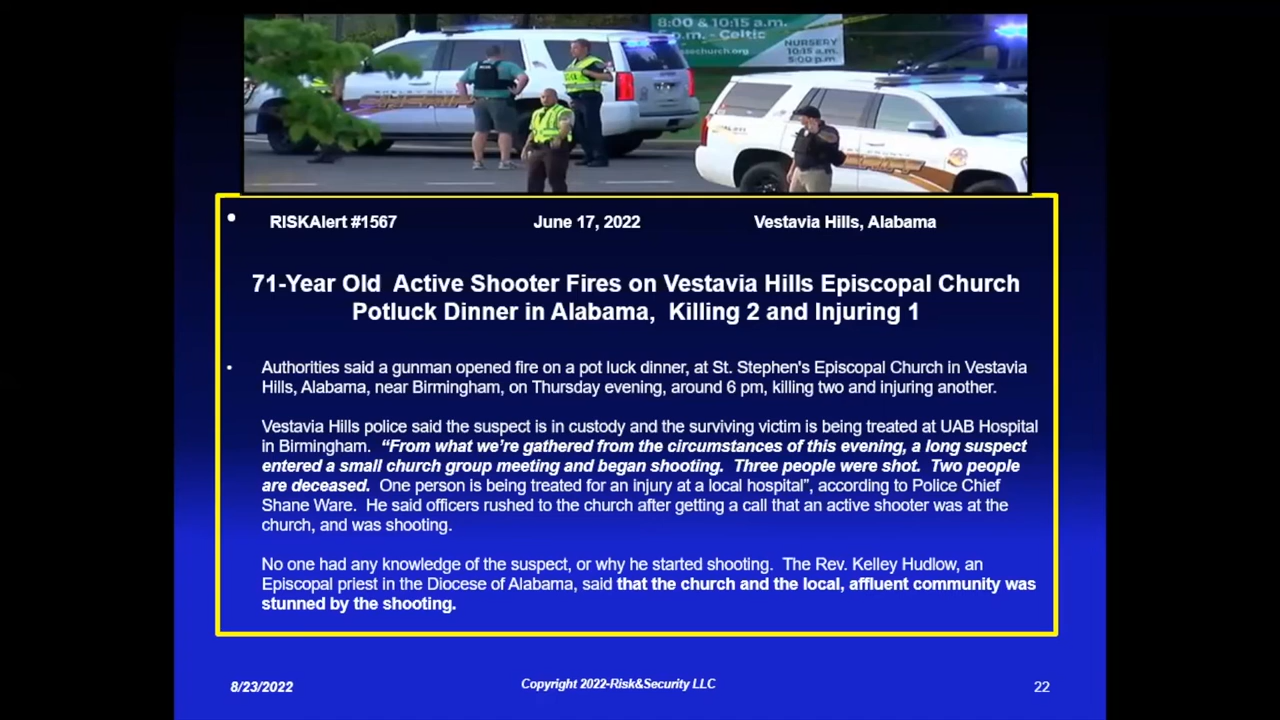 8:00 & 10:15 a.m.
5 p.m. - Celtic
NURSERY
10:15 a.m.
5:00 p.m.
SHERIFF
• RISKAlert #1567 June 17, 2022 Vestavia Hills, Alabama
71-Year Old Active Shooter Fires on Vestavia Hills Episcopal Church
Potluck Dinner in Alabama, Killing 2 and Injuring 1
• Authorities said a gunman opened fire on a pot luck dinner, at St. Stephen's Episcopal Church in Vestavia
Hills, Alabama, near Birmingham, on Thursday evening, around 6 pm, killing two and injuring another.
Vestavia Hills police said the suspect is in custody and the surviving victim is being treated at UAB Hospital
in Birmingham. “From what we’re gathered from the circumstances of this evening, a long suspect
entered a small church group meeting and began shooting. Three people were shot. Two people
are deceased. One person is being treated for an injury at a local hospital”, according to Police Chief
Shane Ware. He said officers rushed to the church after getting a call that an active shooter was at the
church, and was shooting.
No one had any knowledge of the suspect, or why he started shooting. The Rev. Kelley Hudlow, an
Episcopal priest in the Diocese of Alabama, said that the church and the local, affluent community was
stunned by the shooting.
8/23/2022 Copyright 2022-Risk&Security LLC 22